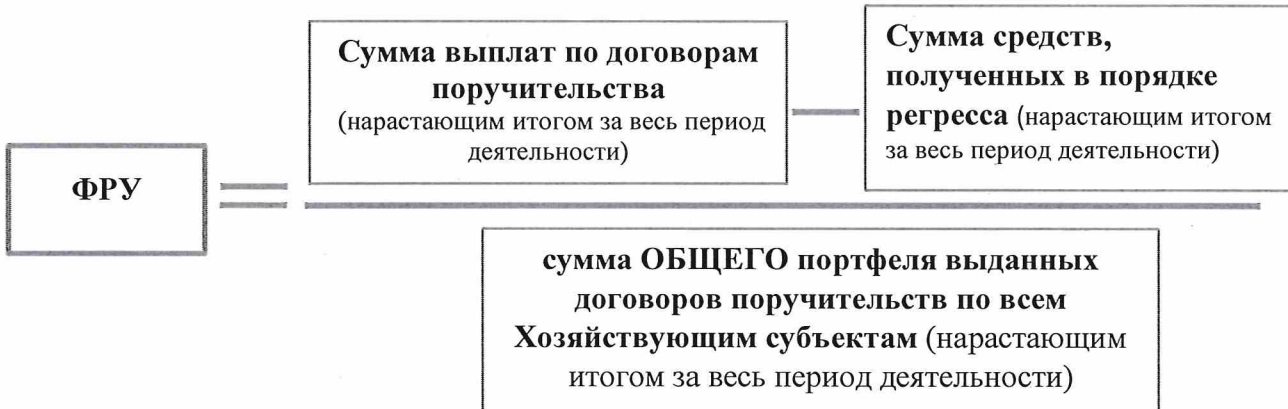 ФРУ
Сумма выплат по договорам
поручительства
(нарастающим итогом за весь период
деятельности)
Сумма средств,
полученных в порядке
регресса (нарастающим итогом
за весь период деятельности)
сумма ОБЩЕГО портфеля выданных
договоров поручительств по всем
Хозяйствующим субъектам (нарастающим
итогом за весь период деятельности)